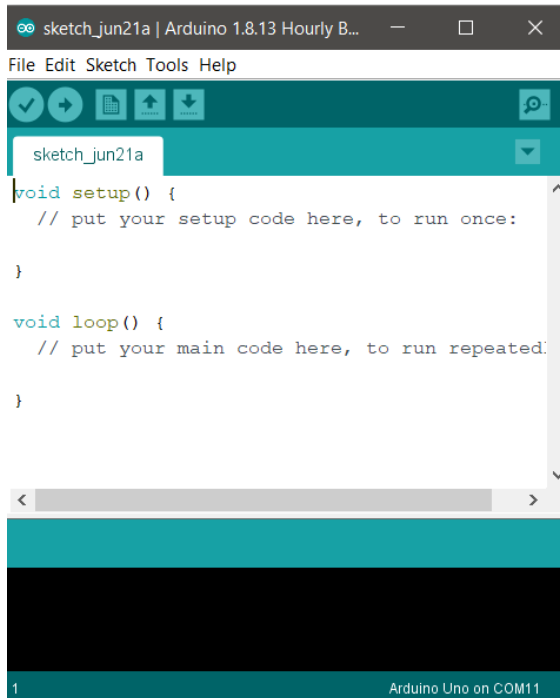 sketch_jun21a | Arduino 1.8.13 Hourly B...
File Edit Sketch Tools Help
sketch_jun21a
void setup() {
  // put your setup code here, to run once:
}
void loop() {
  // put your main code here, to run repeatedl
}
1 Arduino Uno on COM11